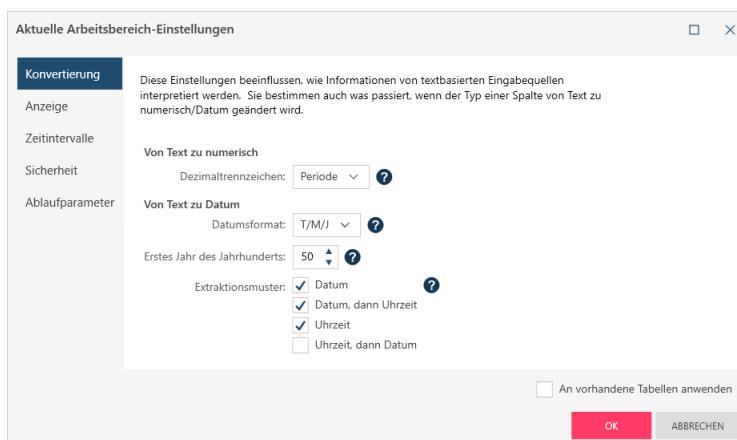 Aktuelle Arbeitsbereich-Einstellungen
Konvertierung
Anzeige
Zeitintervalle
Sicherheit
Ablaufparameter
Diese Einstellungen beeinflussen, wie Informationen von textbasierten Eingabequellen
interpretiert werden.  Sie bestimmen auch was passiert, wenn der Typ einer Spalte von Text zu
numerisch/Datum geändert wird.
Von Text zu numerisch
Dezimaltrennzeichen: Periode ?
Von Text zu Datum
Datumsformat: T/M/J ?
Erstes Jahr des Jahrhunderts: 50 ?
Extraktionsmuster: Datum ?
Datum, dann Uhrzeit
Uhrzeit
Uhrzeit, dann Datum
An vorhandene Tabellen anwenden
OK ABBRECHEN